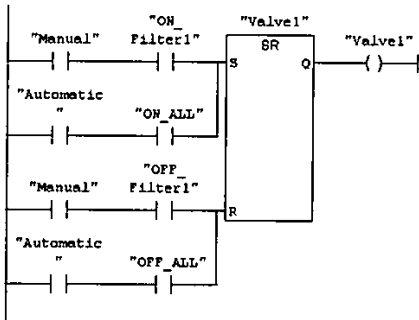 "ON_
"Manual" Filter1"
"Valve1"
SR
"Valve1"
S
Q
"Automatic
" "ON_ALL"
"OFF_
"Manual" Filter1"
R
"Automatic
" "OFF_ALL"